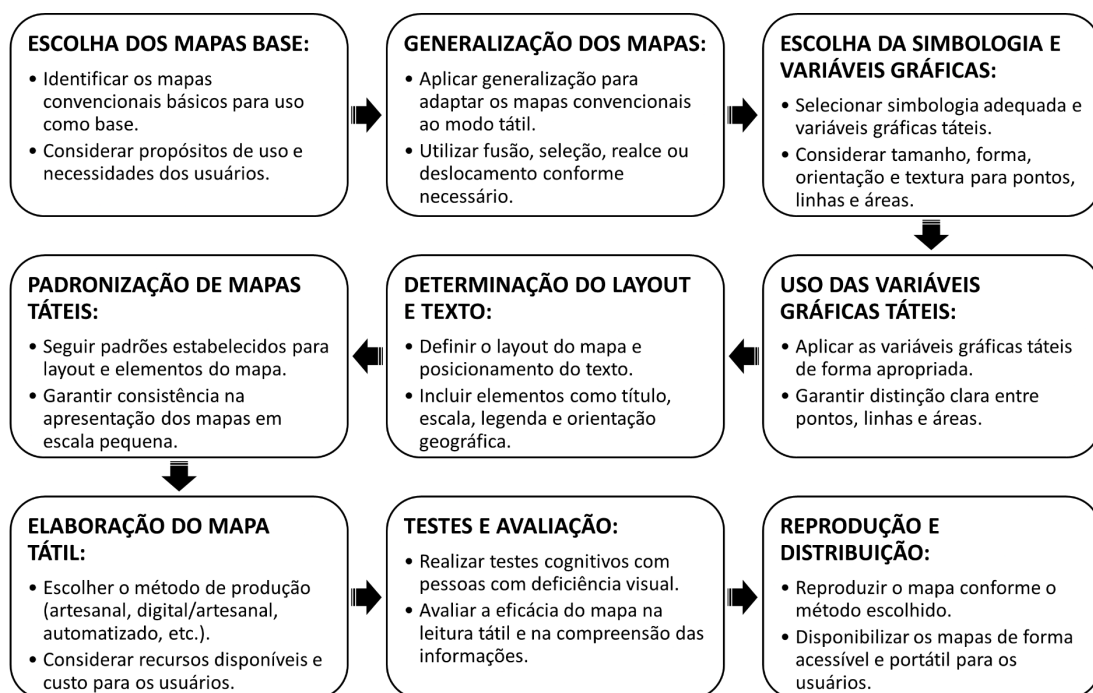 ESCOLHA DOS MAPAS BASE:
• Identificar os mapas
convencionais básicos para uso
como base.
• Considerar propósitos de uso e
necessidades dos usuários.
GENERALIZAÇÃO DOS MAPAS:
• Aplicar generalização para
adaptar os mapas convencionais
ao modo tátil.
• Utilizar fusão, seleção, realce ou
deslocamento conforme
necessário.
ESCOLHA DA SIMBOLOGIA E
VARIÁVEIS GRÁFICAS:
• Selecionar simbologia adequada e
variáveis gráficas táteis.
• Considerar tamanho, forma,
orientação e textura para pontos,
linhas e áreas.
USO DAS VARIÁVEIS
GRÁFICAS TÁTEIS:
• Aplicar as variáveis gráficas táteis
de forma apropriada.
• Garantir distinção clara entre
pontos, linhas e áreas.
DETERMINAÇÃO DO LAYOUT
E TEXTO:
• Definir o layout do mapa e
posicionamento do texto.
• Incluir elementos como título,
escala, legenda e orientação
geográfica.
PADRONIZAÇÃO DE MAPAS
TÁTEIS:
• Seguir padrões estabelecidos para
layout e elementos do mapa.
• Garantir consistência na
apresentação dos mapas em
escala pequena.
ELABORAÇÃO DO MAPA
TÁTIL:
• Escolher o método de produção
(artesanal, digital/artesanal,
automatizado, etc.).
• Considerar recursos disponíveis e
custo para os usuários.
TESTES E AVALIAÇÃO:
• Realizar testes cognitivos com
pessoas com deficiência visual.
• Avaliar a eficácia do mapa na
leitura tátil e na compreensão das
informações.
REPRODUÇÃO E
DISTRIBUIÇÃO:
• Reproduzir o mapa conforme o
método escolhido.
• Disponibilizar os mapas de forma
acessível e portátil para os
usuários.